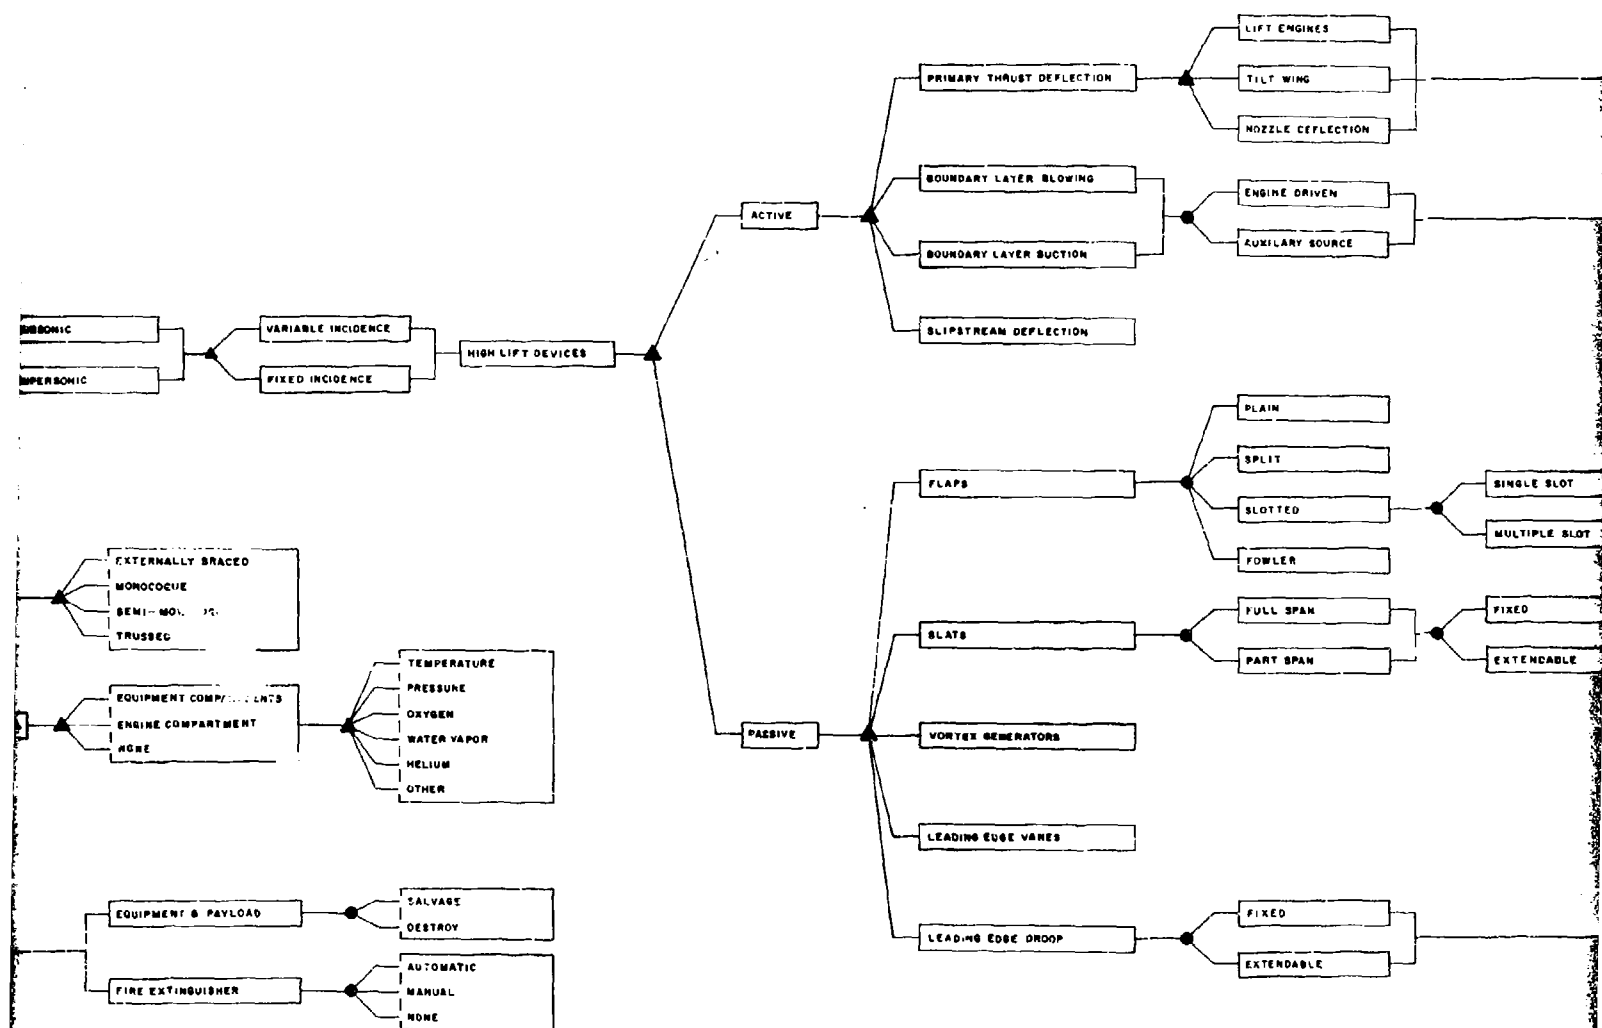 LIFT ENGINES
PRIMARY THRUST DEFLECTION
TILT WING
NOZZLE DEFLECTION
BOUNDARY LAYER BLOWING
ENGINE DRIVEN
ACTIVE
AUXILARY SOURCE
BOUNDARY LAYER SUCTION
SLIPSTREAM DEFLECTION
VARIABLE INCIDENCE
HIGH LIFT DEVICES
FIXED INCIDENCE
PLAIN
SPLIT
FLAPS
SINGLE SLOT
SLOTTED
MULTIPLE SLOT
FOWLER
EXTERNALLY BRACED
MONOCOCUE
SEMI-
TRUSSED
FULL SPAN
FIXED
SLATS
PART SPAN
EXTENDABLE
TEMPERATURE
PRESSURE
OXYGEN
WATER VAPOR
HELIUM
OTHER
EQUIPMENT
ENGINE COMPARTMENT
NONE
PASSIVE
VORTEX GENERATORS
LEADING EDGE VANES
EQUIPMENT & PAYLOAD
SALVAGE
DESTROY
FIXED
LEADING EDGE DROOP
EXTENDABLE
FIRE EXTINGUISHER
AUTOMATIC
MANUAL
NONE